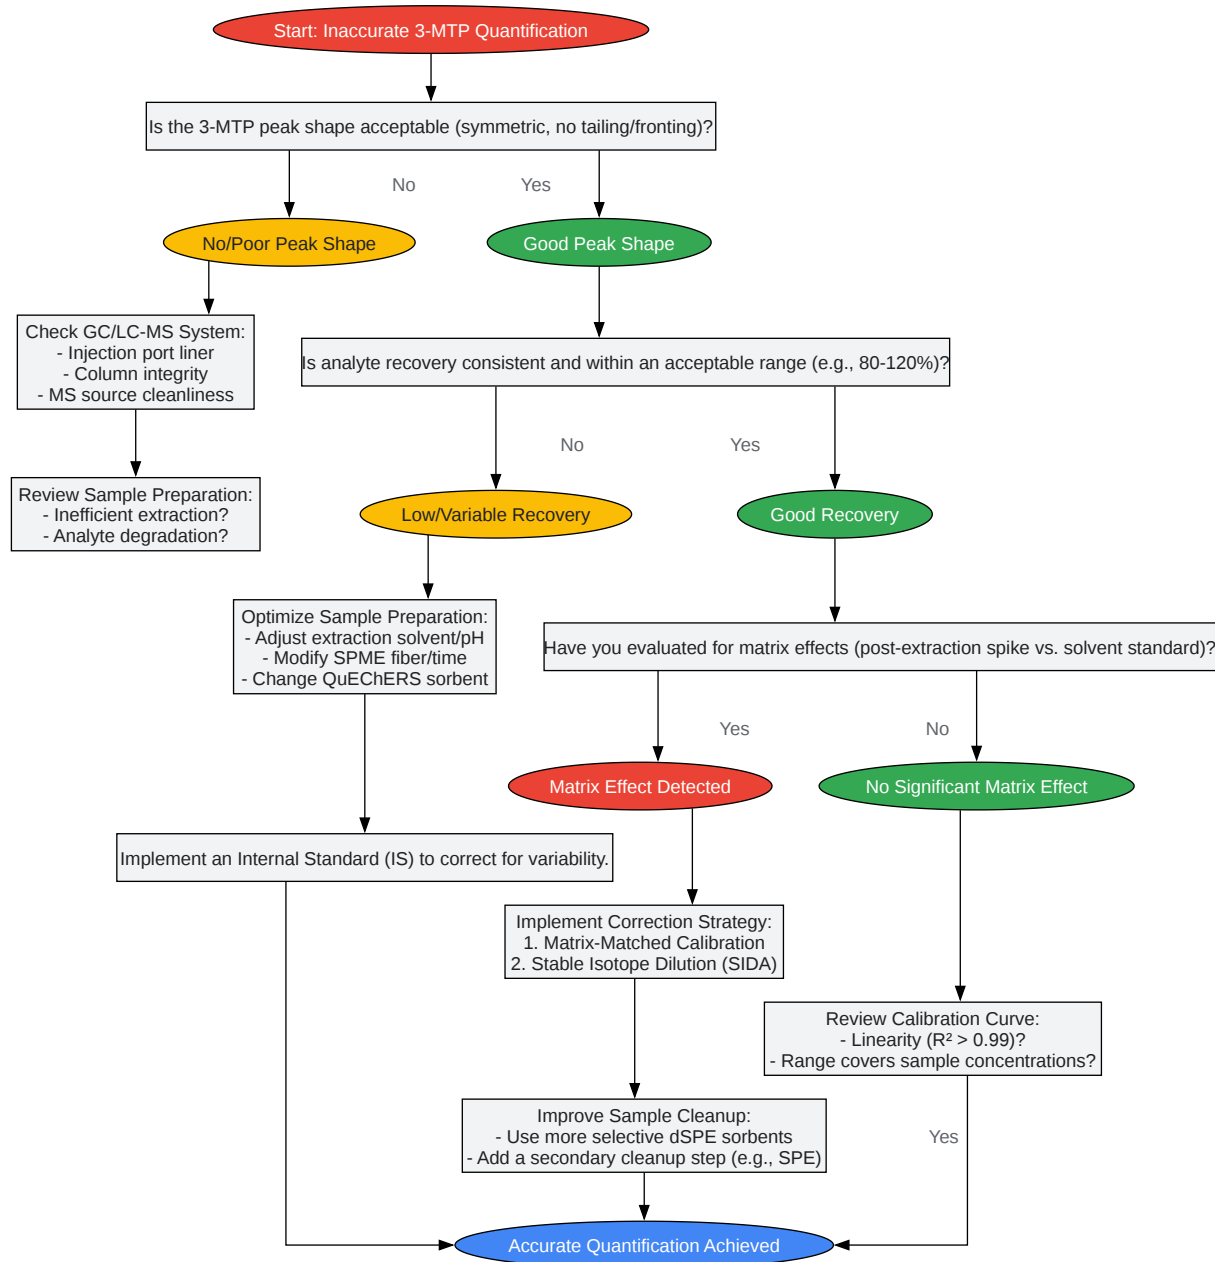 Start: Inaccurate 3-MTP Quantification
Is the 3-MTP peak shape acceptable (symmetric, no tailing/fronting)?
No
Yes
No/Poor Peak Shape
Good Peak Shape
Check GC/LC-MS System:
- Injection port liner
- Column integrity
- MS source cleanliness
Is analyte recovery consistent and within an acceptable range (e.g., 80-120%)?
No
Yes
Review Sample Preparation:
- Inefficient extraction?
- Analyte degradation?
Low/Variable Recovery
Good Recovery
Optimize Sample Preparation:
- Adjust extraction solvent/pH
- Modify SPME fiber/time
- Change QuEChERS sorbent
Have you evaluated for matrix effects (post-extraction spike vs. solvent standard)?
Yes
No
Matrix Effect Detected
No Significant Matrix Effect
Implement an Internal Standard (IS) to correct for variability.
Implement Correction Strategy:
1. Matrix-Matched Calibration
2. Stable Isotope Dilution (SIDA)
Review Calibration Curve:
- Linearity (R² > 0.99)?
- Range covers sample concentrations?
Improve Sample Cleanup:
- Use more selective dSPE sorbents
- Add a secondary cleanup step (e.g., SPE)
Yes
Accurate Quantification Achieved